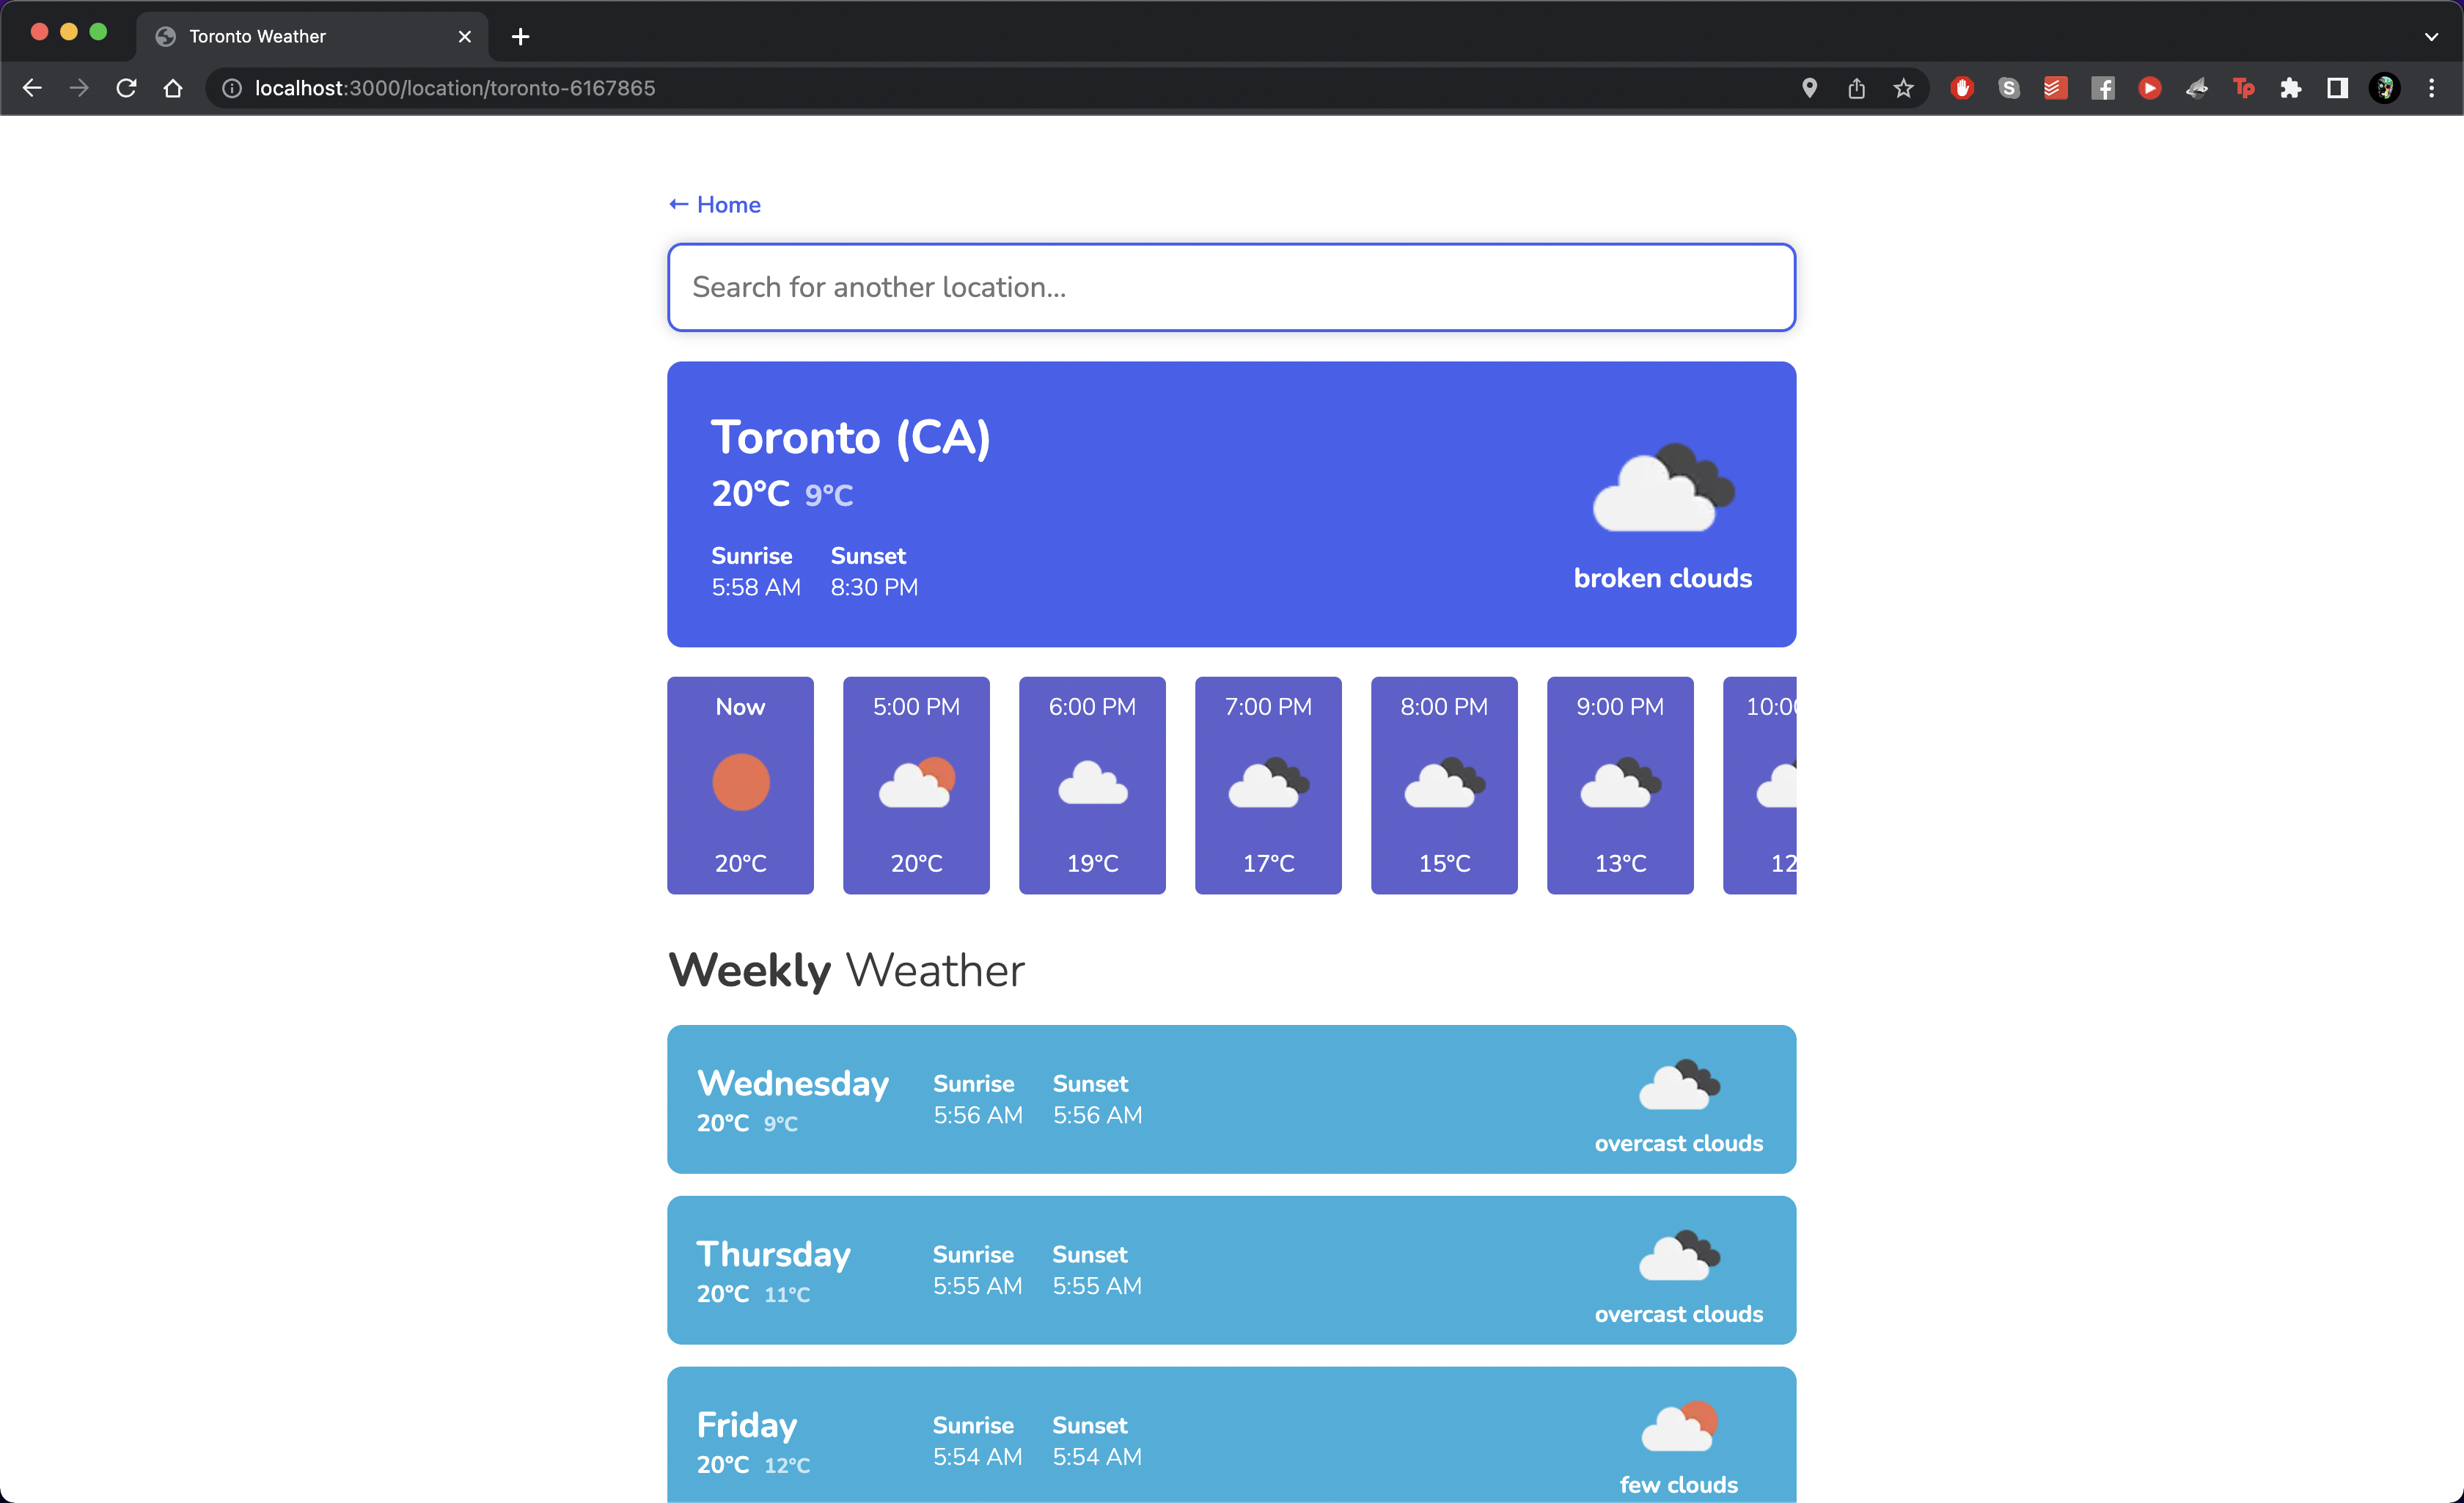 Toronto Weather
localhost:3000/location/toronto-6167865
S
f
Tp
← Home
Search for another location...
Toronto (CA)
20°C 9°C
Sunrise Sunset
5:58 AM 8:30 PM
broken clouds
Now 5:00 PM 6:00 PM 7:00 PM 8:00 PM 9:00 PM
20°C 20°C 19°C 17°C 15°C 13°C 12
Weekly Weather
Wednesday
20°C 9°C
Sunrise Sunset
5:56 AM 5:56 AM
overcast clouds
Thursday
20°C 11°C
Sunrise Sunset
5:55 AM 5:55 AM
overcast clouds
Friday
20°C 12°C
Sunrise Sunset
5:54 AM 5:54 AM
few clouds